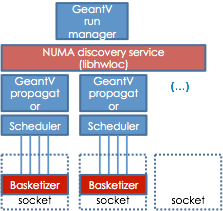 GeantV
run
manager
NUMA discovery service
(libhwloc)
GeantV
propagat
or
GeantV
propagat
or
(…)
Scheduler
Scheduler
Basketizer
Basketizer
socket
socket
socket